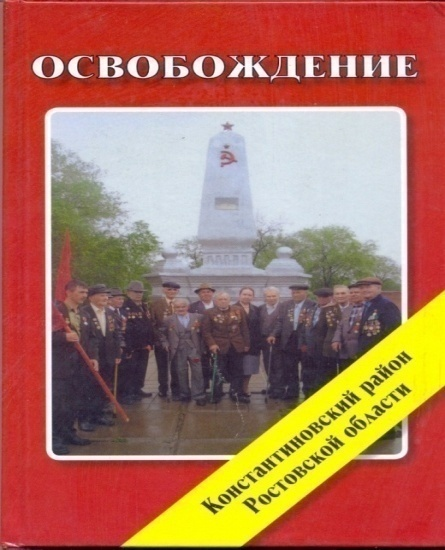 ОСВОБОЖДЕНИЕ
Константиновский район
Ростовской области